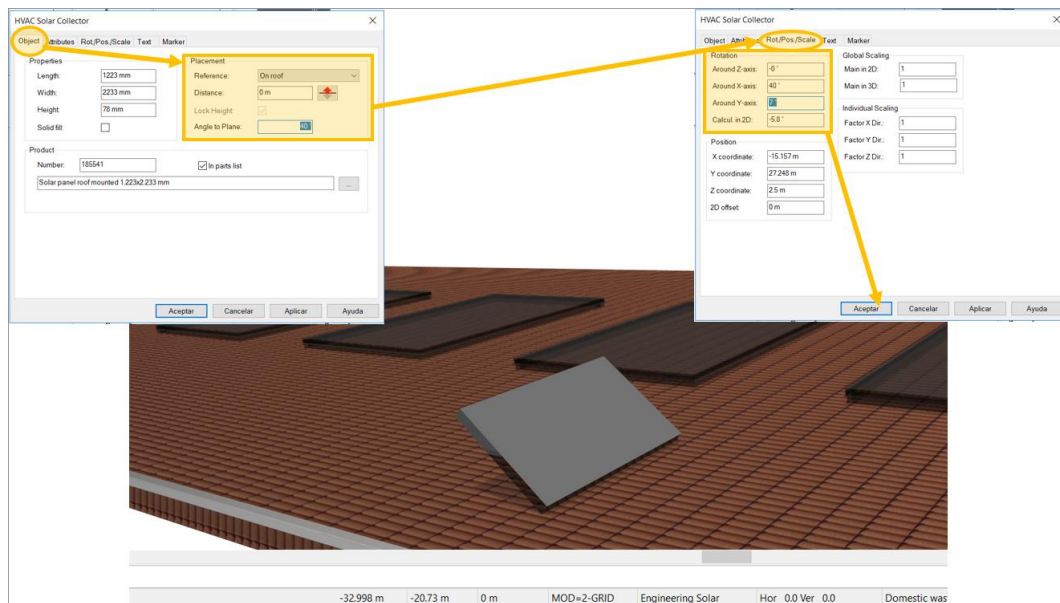 HVAC Solar Collector
Object Attributes Rot./Pos./Scale Text Marker
Properties
Length: 1223 mm
Width: 2233 mm
Height: 78 mm
Solid fill:
Placement
Reference: On roof
Distance: 0 m
Lock Height:
Angle to Plane: 40°
Product
Number: 185541 In parts list
Solar panel roof mounted 1.223x2.233 mm
...
Aceptar Cancelar Aplicar Ayuda
HVAC Solar Collector
Object Rot./Pos./Scale Text Marker
Rotation
Around Z-axis: -0°
Around X-axis: 40°
Around Y-axis:
Calcul. in 2D: -5.8°
Position
X coordinate: -15.157 m
Y coordinate: 27.248 m
Z coordinate: 2.5 m
2D offset: 0 m
Global Scaling
Main in 2D: 1
Main in 3D: 1
Individual Scaling
Factor X Dir.: 1
Factor Y Dir.: 1
Factor Z Dir.: 1
Aceptar Cancelar Aplicar Ayuda
-32.998 m -20.73 m 0 m MOD=2-GRID Engineering Solar Hor 0.0 Ver 0.0 Domestic was